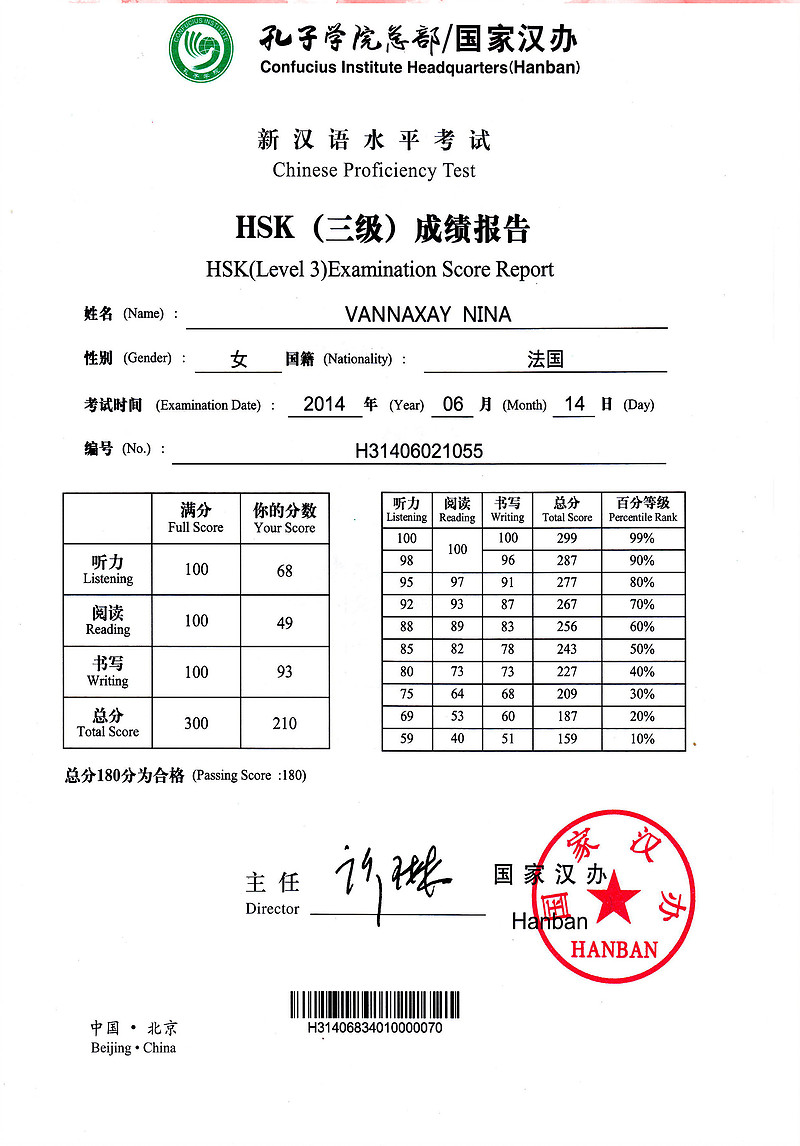 CONFUCIUS INSTITUTE
孔子学院
孔子学院总部/国家汉办
Confucius Institute Headquarters(Hanban)
新汉语水平考试
Chinese Proficiency Test
HSK（三级）成绩报告
HSK(Level 3)Examination Score Report
姓名 (Name) : VANNAXAY NINA
性别 (Gender) : 女 国籍 (Nationality) : 法国
考试时间 (Examination Date) : 2014 年 (Year) 06 月 (Month) 14 日 (Day)
编号 (No.) : H31406021055
满分 你的分数
Full Score Your Score
听力 Listening 100 68
阅读 Reading 100 49
书写 Writing 100 93
总分 Total Score 300 210
听力 阅读 书写 总分 百分等级
Listening Reading Writing Total Score Percentile Rank
100 100 100 299 99%
98 96 287 90%
95 97 91 277 80%
92 93 87 267 70%
88 89 83 256 60%
85 82 78 243 50%
80 73 73 227 40%
75 64 68 209 30%
69 53 60 187 20%
59 40 51 159 10%
总分180分为合格 (Passing Score :180)
主任 许琳
Director
国家汉办
Hanban
国家汉办
HANBAN
H31406834010000070
中国・北京
Beijing・China